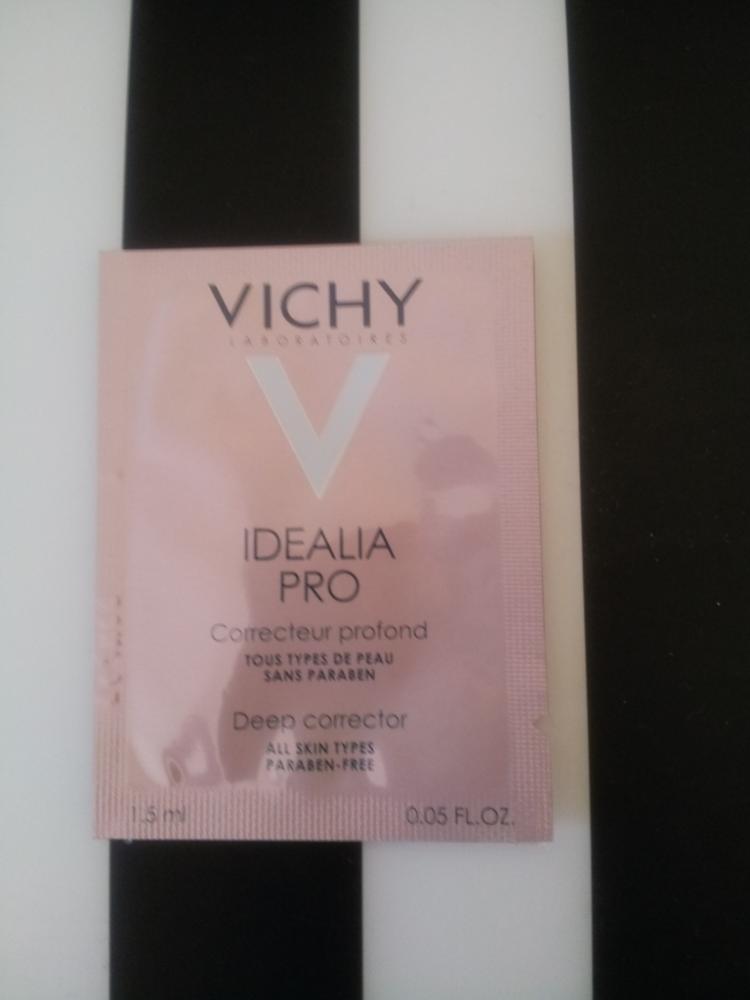 VICHY
LABORATOIRES
V
IDEALIA
PRO
Correcteur profond
TOUS TYPES DE PEAU
SANS PARABEN
Deep corrector
ALL SKIN TYPES
PARABEN-FREE
1.5 ml 0.05 FL.OZ.